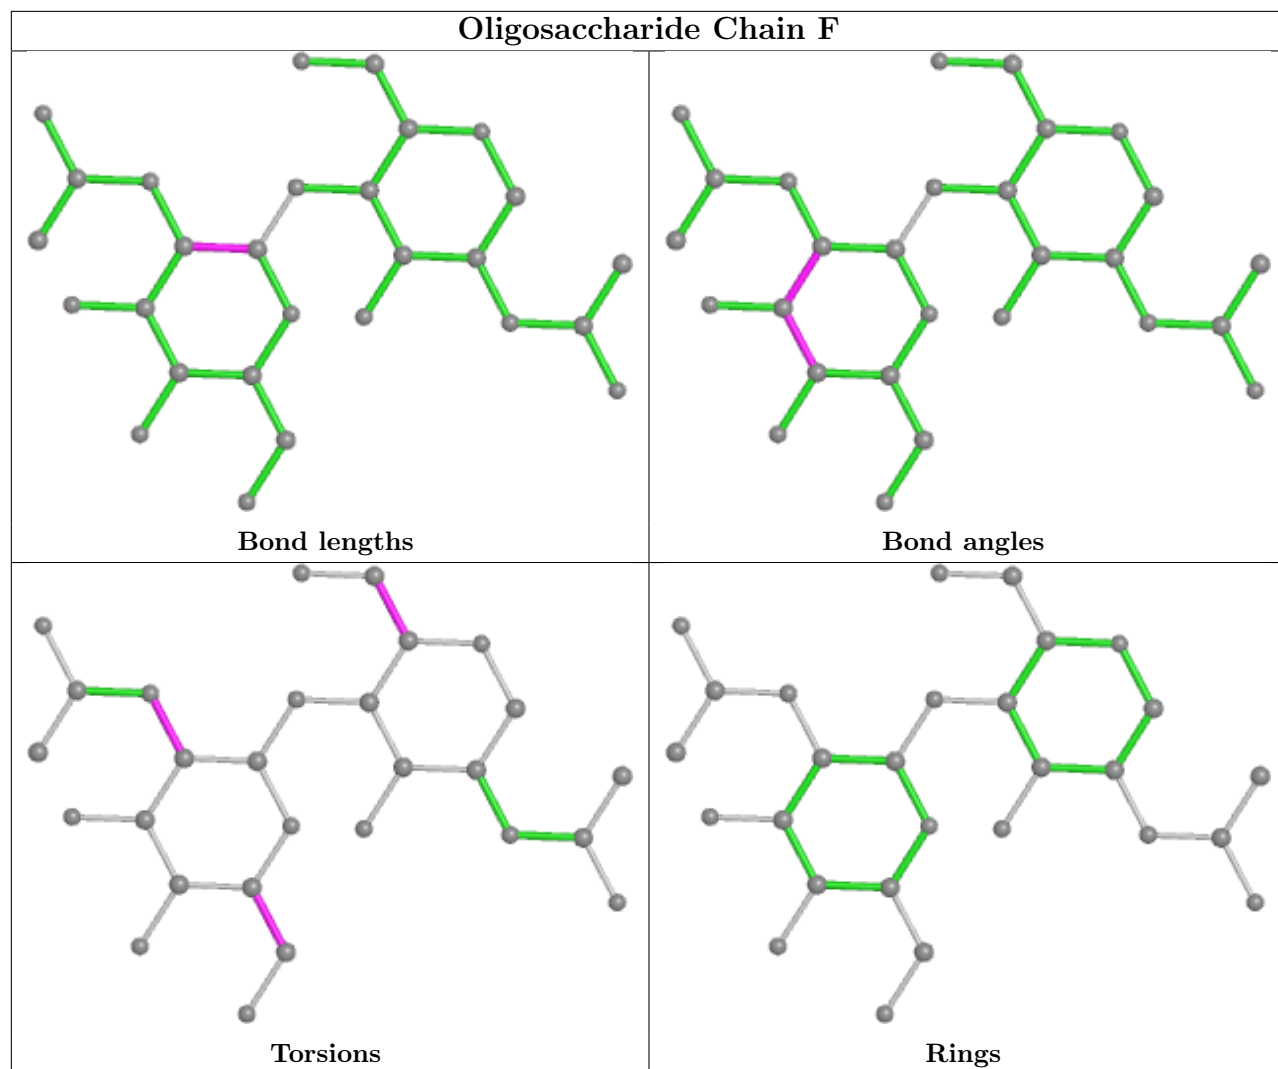 Oligosaccharide Chain F
Bond lengths
Bond angles
Torsions
Rings